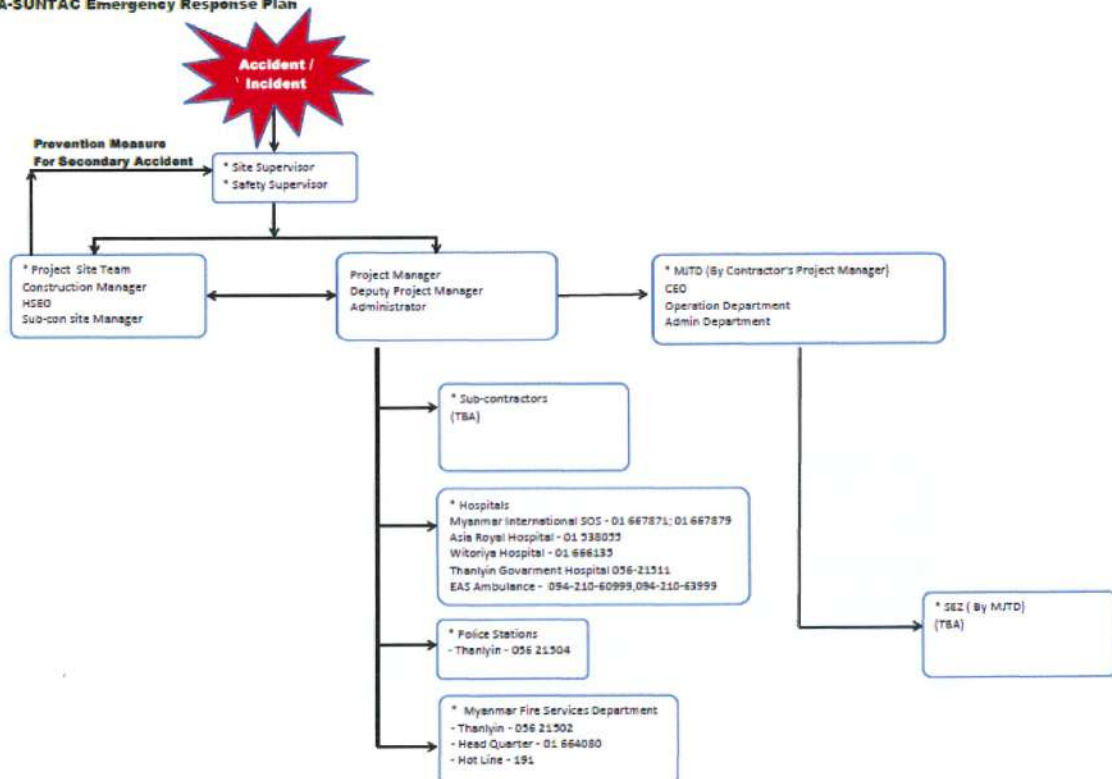 A-SUNTAC Emergency Response Plan
Accident /
Incident
Prevention Measure
For Secondary Accident
* Site Supervisor
* Safety Supervisor
* Project Site Team
Construction Manager
HSEO
Sub-con site Manager
Project Manager
Deputy Project Manager
Administrator
* MJTD (By Contractor's Project Manager)
CEO
Operation Department
Admin Department
* Sub-contractors
(TBA)
* Hospitals
Myanmar International SOS - 01 667871; 01 667879
Asia Royal Hospital - 01 538055
Witoriya Hospital - 01 666135
Thanlyin Govarment Hospital 056-21511
EAS Ambulance - 094-210-60999,094-210-63999
* SEZ ( By MJTD)
(TBA)
* Police Stations
- Thanlyin - 056 21504
* Myanmar Fire Services Department
- Thanlyin - 056 21502
- Head Quarter - 01 664080
- Hot Line - 191